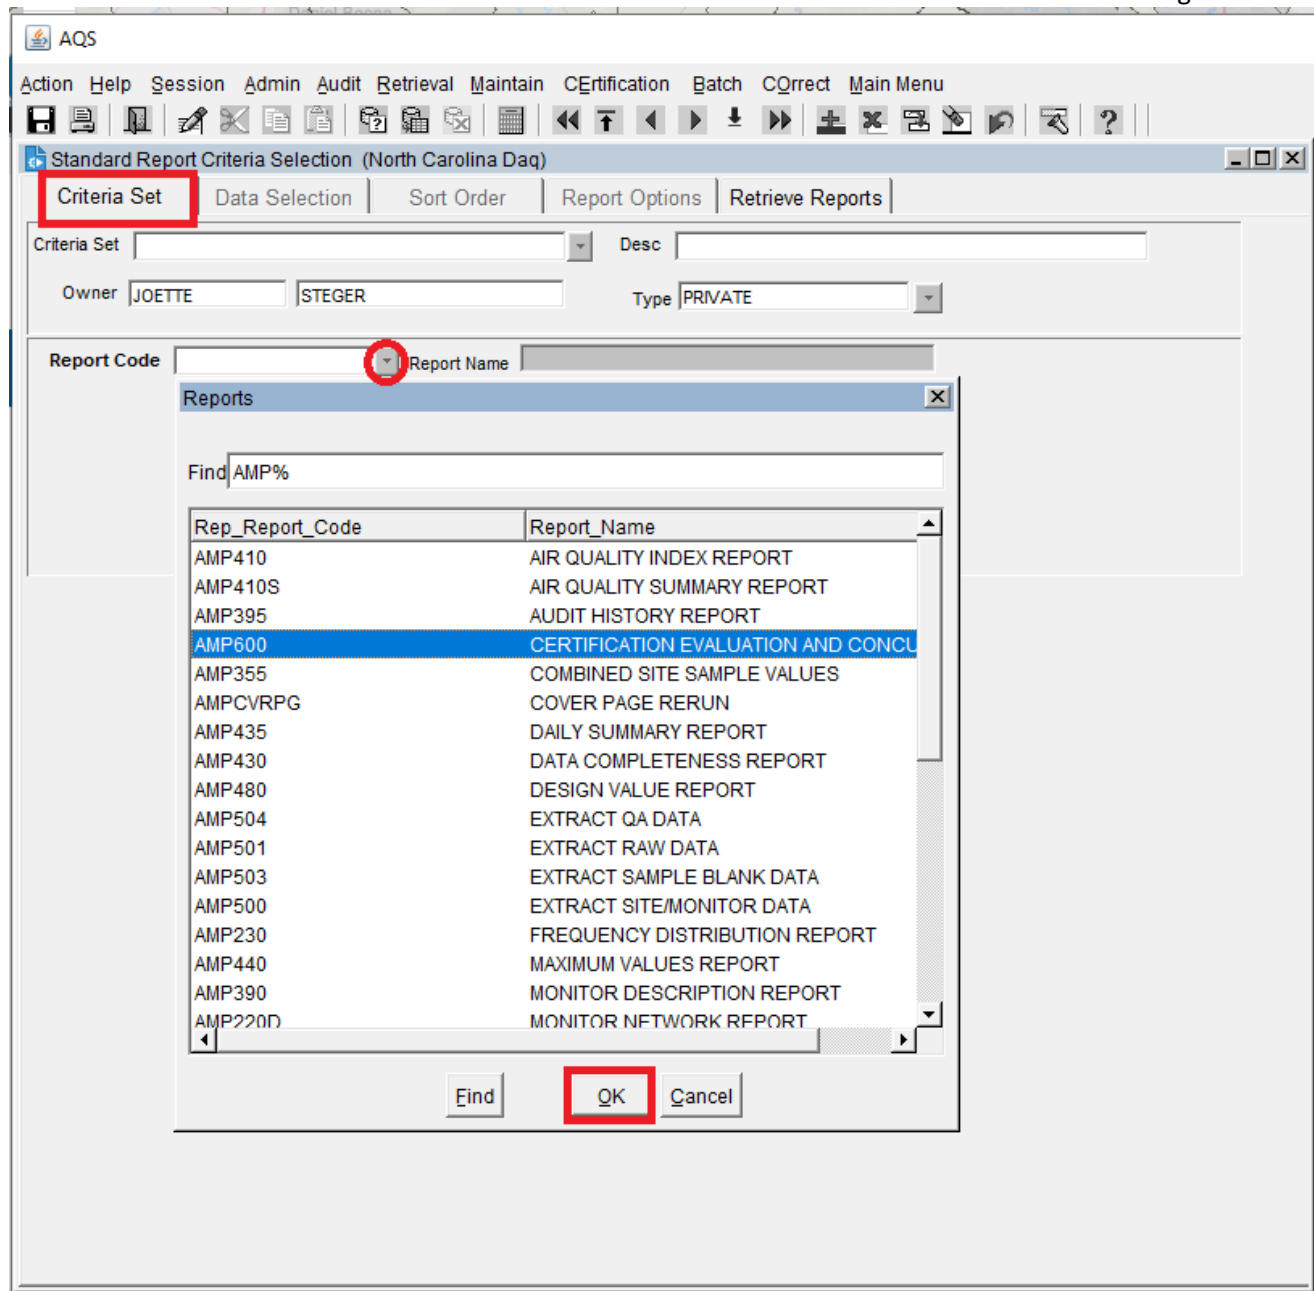 AQS
Action Help Session Admin Audit Retrieval Maintain CErtification Batch COrrect Main Menu
Standard Report Criteria Selection (North Carolina Daq)
Criteria Set Data Selection Sort Order Report Options Retrieve Reports
Criteria Set Desc
Owner JOETTE STEGER Type PRIVATE
Report Code Report Name
Reports
Find AMP%
Rep_Report_Code Report_Name
AMP410 AIR QUALITY INDEX REPORT
AMP410S AIR QUALITY SUMMARY REPORT
AMP395 AUDIT HISTORY REPORT
AMP600 CERTIFICATION EVALUATION AND CONCU
AMP355 COMBINED SITE SAMPLE VALUES
AMPCVRPG COVER PAGE RERUN
AMP435 DAILY SUMMARY REPORT
AMP430 DATA COMPLETENESS REPORT
AMP480 DESIGN VALUE REPORT
AMP504 EXTRACT QA DATA
AMP501 EXTRACT RAW DATA
AMP503 EXTRACT SAMPLE BLANK DATA
AMP500 EXTRACT SITE/MONITOR DATA
AMP230 FREQUENCY DISTRIBUTION REPORT
AMP440 MAXIMUM VALUES REPORT
AMP390 MONITOR DESCRIPTION REPORT
AMP220D MONITOR NETWORK REPORT
Find OK Cancel